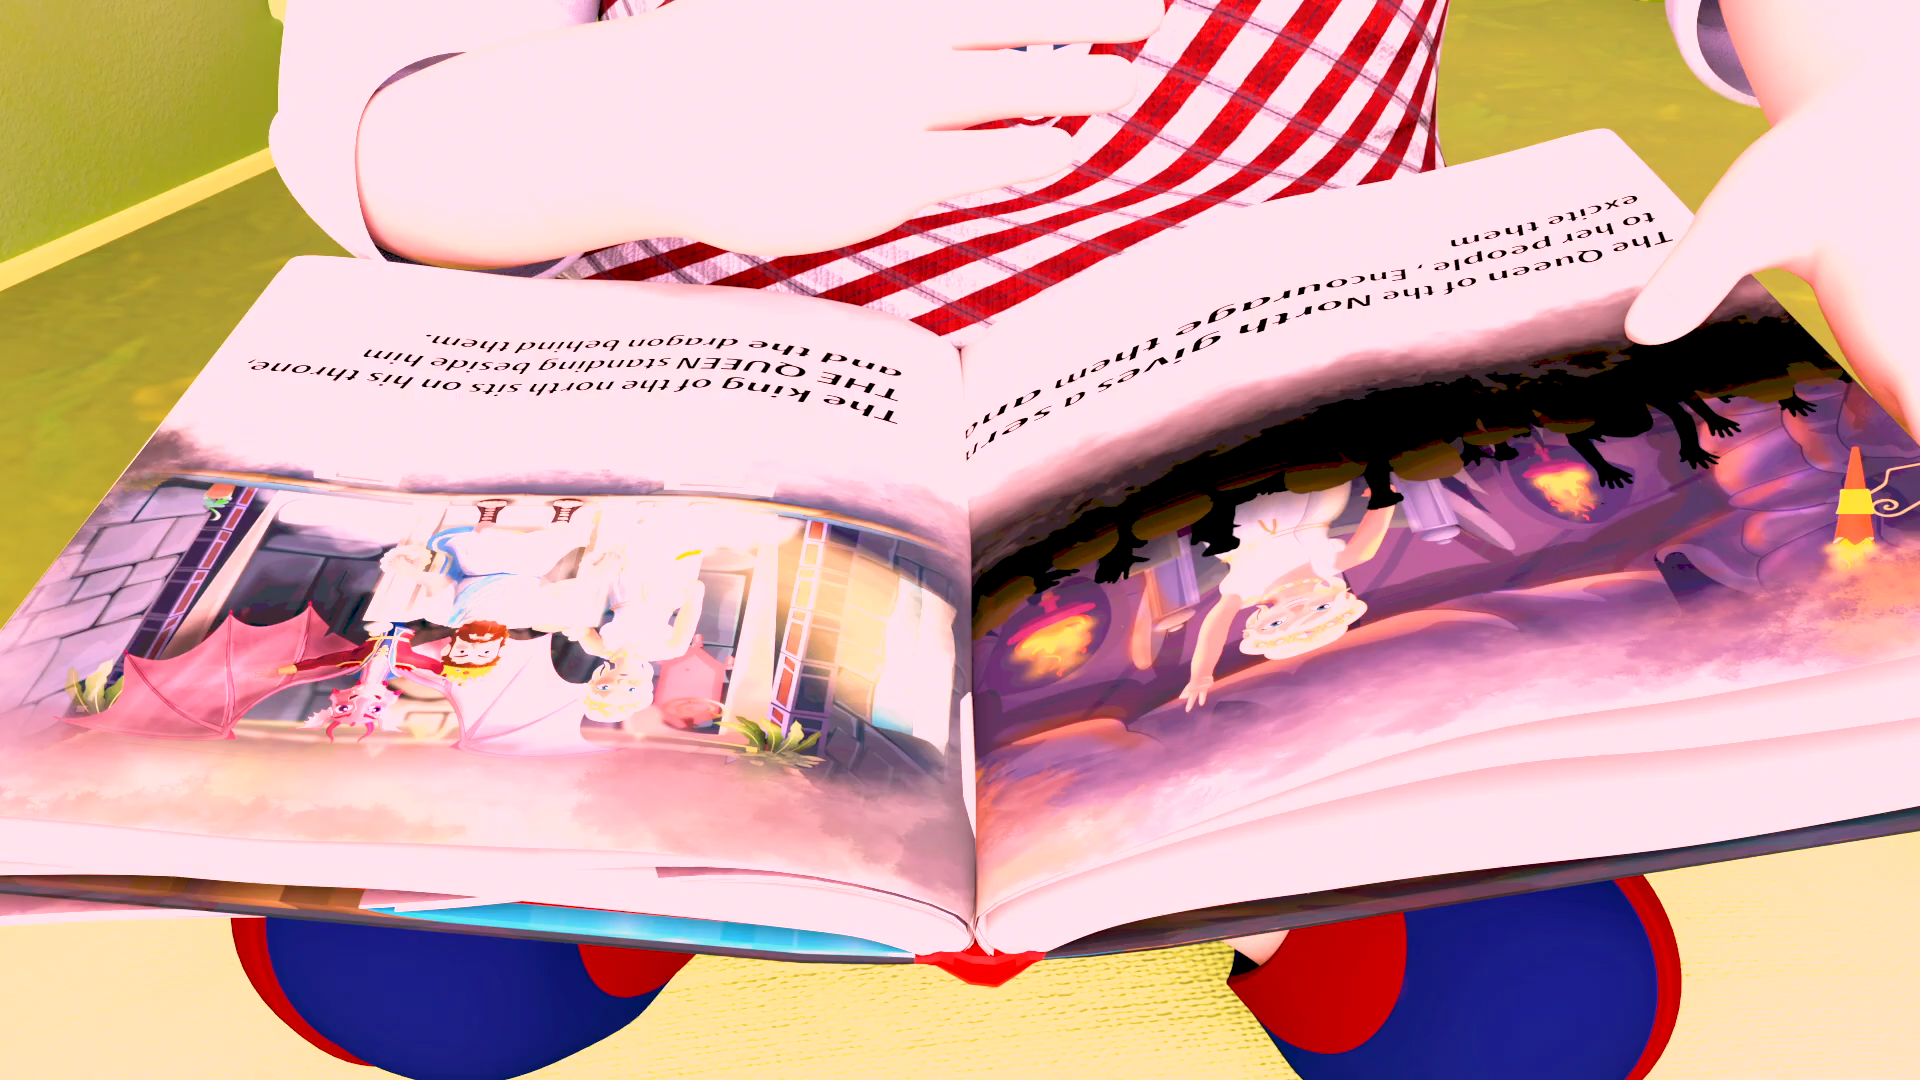 The Queen of the North gives a
to her people, Encourage them and
excite them
The king of the north sits on his throne,
THE QUEEN standing beside him
and the dragon behind them.